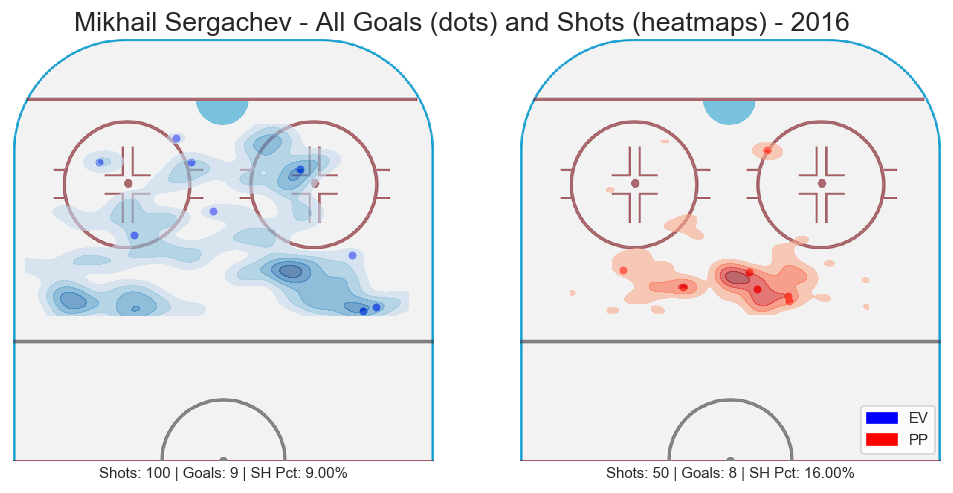 Mikhail Sergachev - All Goals (dots) and Shots (heatmaps) - 2016
EV
PP
Shots: 100 | Goals: 9 | SH Pct: 9.00%
Shots: 50 | Goals: 8 | SH Pct: 16.00%